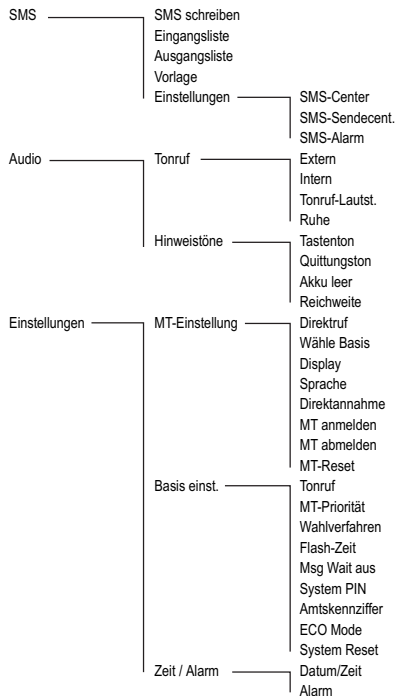 SMS SMS schreiben
Eingangsliste
Ausgangsliste
Vorlage
Einstellungen SMS-Center
SMS-Sendecent.
SMS-Alarm
Audio Tonruf Extern
Intern
Tonruf-Lautst.
Ruhe
Hinweistöne Tastenton
Quittungston
Akku leer
Reichweite
Einstellungen MT-Einstellung Direktruf
Wähle Basis
Display
Sprache
Direktannahme
MT anmelden
MT abmelden
MT-Reset
Basis einst. Tonruf
MT-Priorität
Wahlverfahren
Flash-Zeit
Msg Wait aus
System PIN
Amtskennziffer
ECO Mode
System Reset
Zeit / Alarm Datum/Zeit
Alarm